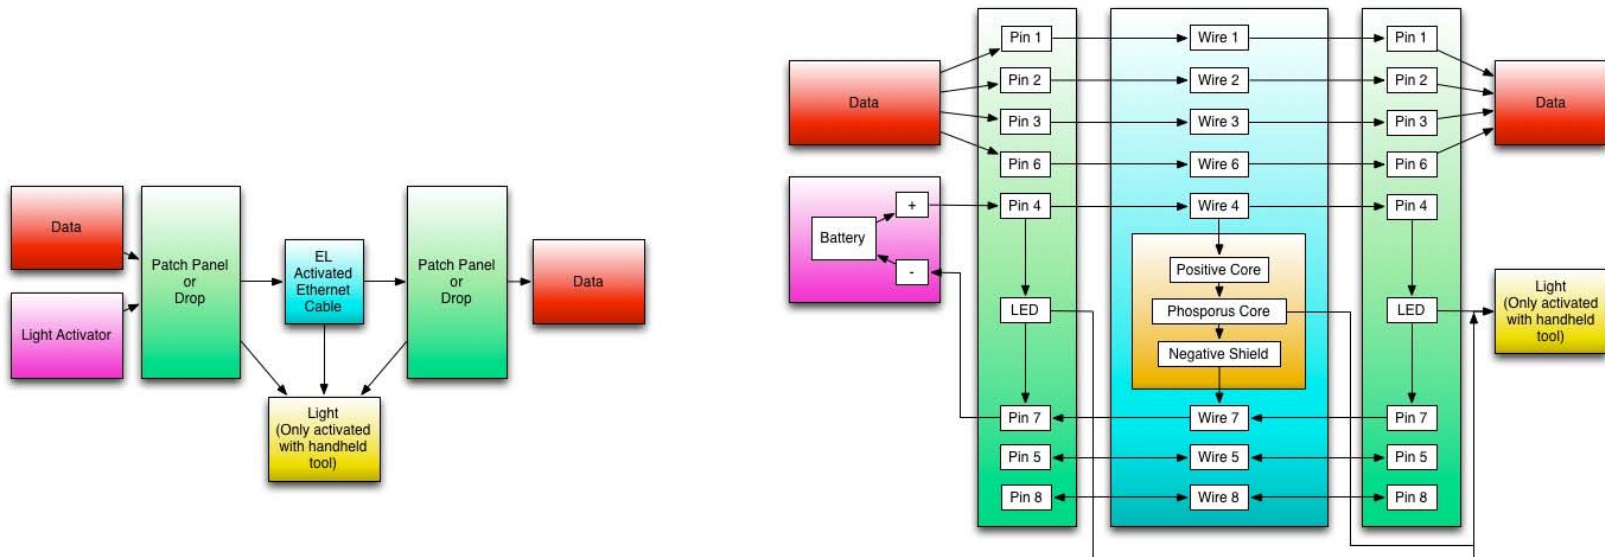 Data
Light Activator
Patch Panel
or
Drop
EL
Activated
Ethernet
Cable
Patch Panel
or
Drop
Data
Light
(Only activated
with handheld
tool)
Data
Battery
+
-
Pin 1
Pin 2
Pin 3
Pin 6
Pin 4
LED
Pin 7
Pin 5
Pin 8
Wire 1
Wire 2
Wire 3
Wire 6
Wire 4
Positive Core
Phosporus Core
Negative Shield
Wire 7
Wire 5
Wire 8
Pin 1
Pin 2
Pin 3
Pin 6
Pin 4
LED
Pin 7
Pin 5
Pin 8
Data
Light
(Only activated
with handheld
tool)